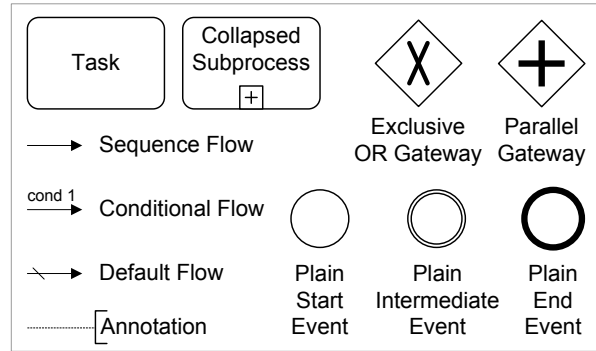 Task
Collapsed
Subprocess
Exclusive
OR Gateway
Parallel
Gateway
Sequence Flow
cond 1
Conditional Flow
Default Flow
Annotation
Plain
Start
Event
Plain
Intermediate
Event
Plain
End
Event